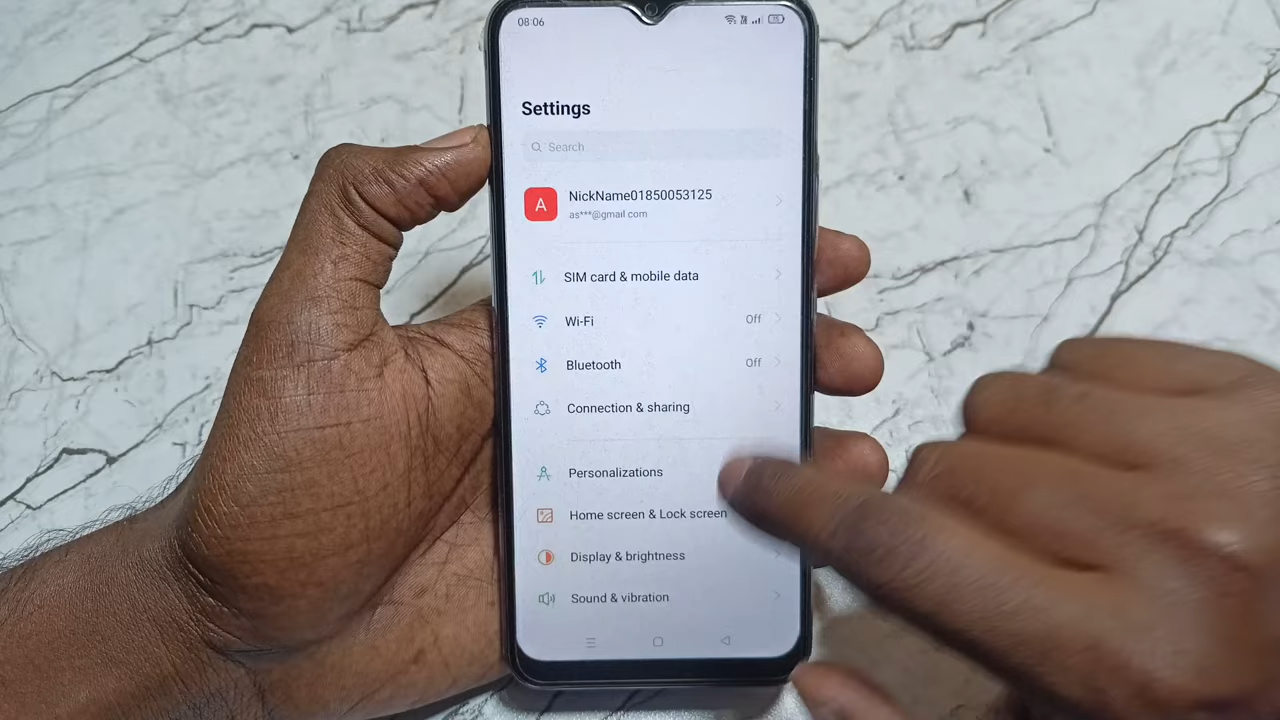 08:06
Settings
Search
A
NickName01850053125
as***@gmail com
SIM card & mobile data
Wi-Fi Off
Bluetooth Off
Connection & sharing
Personalizations
Home screen & Lock screen
Display & brightness
Sound & vibration